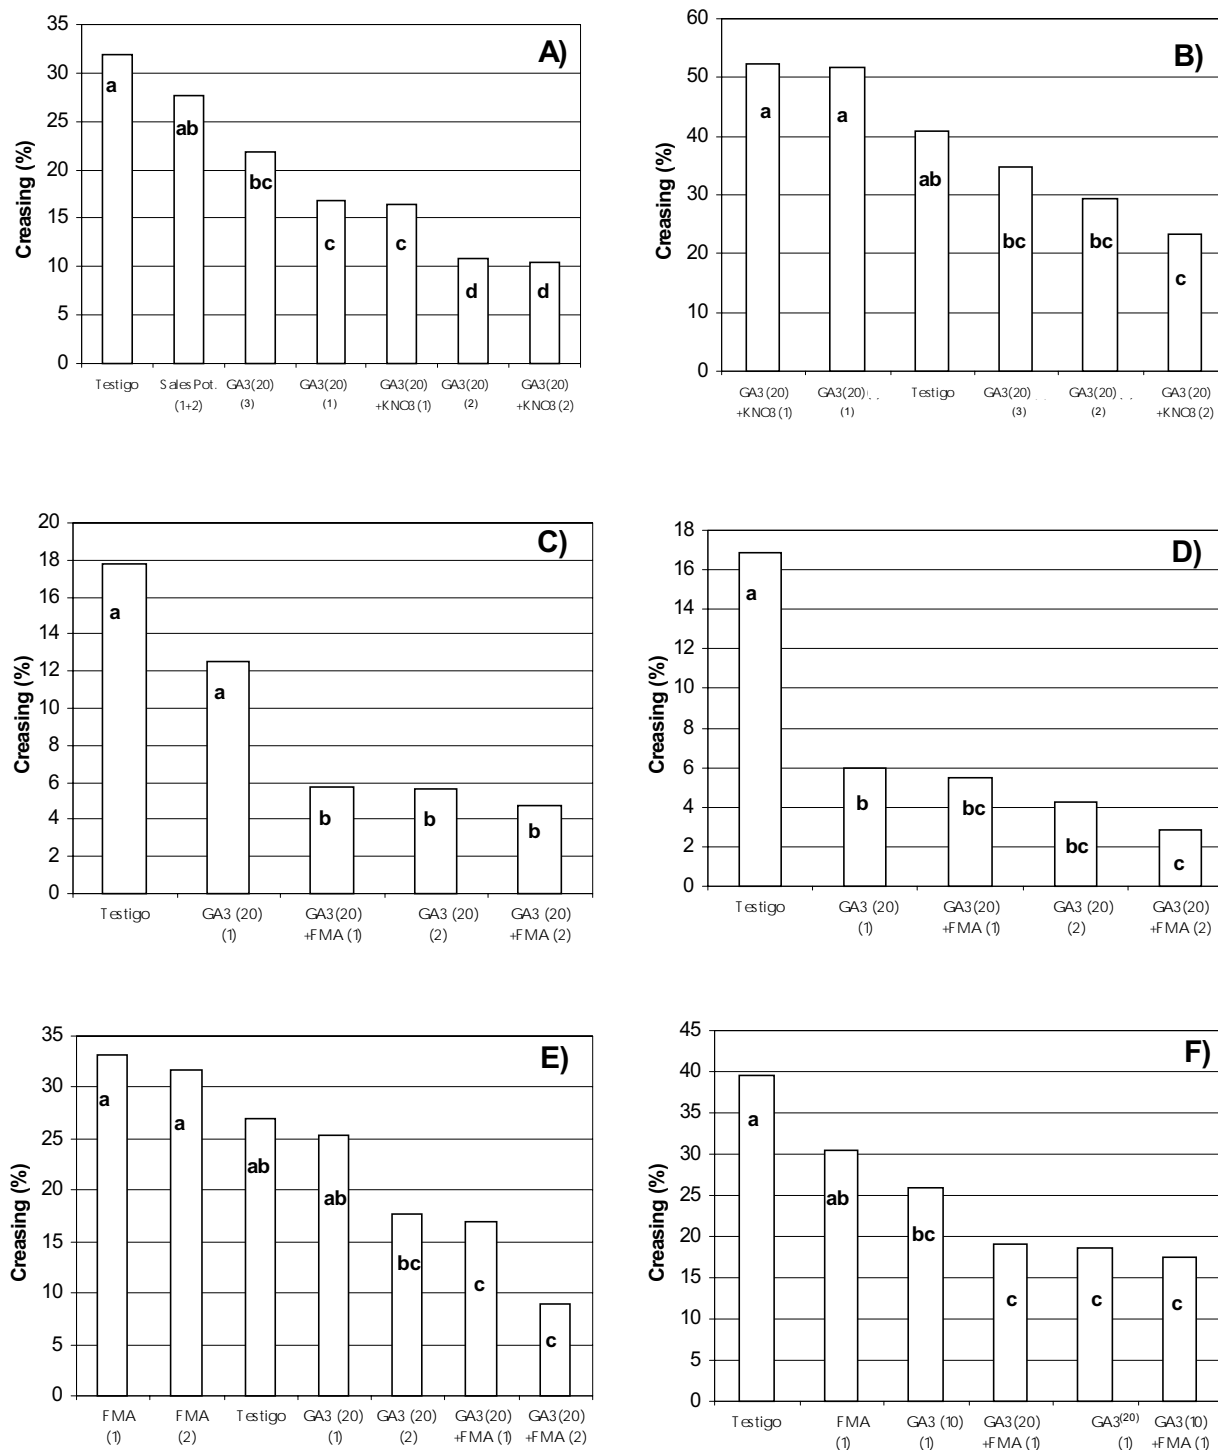 A)
Creasing (%)
35
30
25
20
15
10
5
0
a
ab
bc
c
c
d
d
Testigo Sales Pot. GA3(20) GA3(20) GA3(20) GA3(20) GA3(20)
(1+2) (3) (1) +KNO3(1) (2) +KNO3(2)
B)
Creasing (%)
60
50
40
30
20
10
0
a
a
ab
bc
bc
c
GA3(20) GA3(20) Testigo GA3(20) GA3(20) GA3(20)
+KNO3(1) (1) (3) (2) +KNO3(2)
C)
Creasing (%)
20
18
16
14
12
10
8
6
4
2
0
a
a
b
b
b
Testigo GA3 (20) GA3(20) GA3 (20) GA3(20)
(1) +FMA (1) (2) +FMA (2)
D)
Creasing (%)
18
16
14
12
10
8
6
4
2
0
a
b
bc
bc
c
Testigo GA3 (20) GA3(20) GA3 (20) GA3(20)
(1) +FMA (1) (2) +FMA (2)
E)
Creasing (%)
35
30
25
20
15
10
5
0
a
a
ab
ab
bc
c
c
FMA FMA Testigo GA3 (20) GA3 (20) GA3(20) GA3(20)
(1) (2) (1) (2) +FMA (1) +FMA (2)
F)
Creasing (%)
45
40
35
30
25
20
15
10
5
0
a
ab
bc
c
c
c
Testigo FMA GA3 (10) GA3(20) GA3(20) GA3(10)
(1) (1) +FMA (1) (1) +FMA (1)